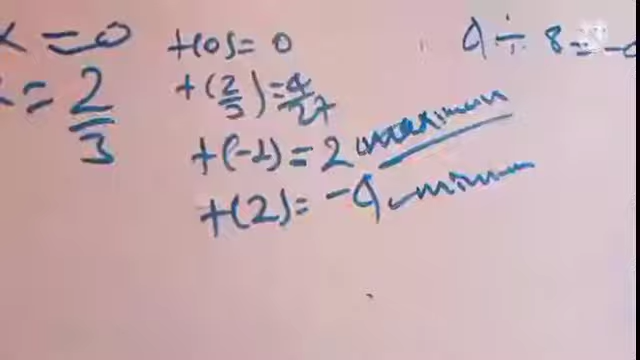 x = 0
x = 2/3
f(0) = 0
f(2/3) = 4/27
f(-1) = 2 maximum
f(2) = -4 minimum
4 ÷ 8 =